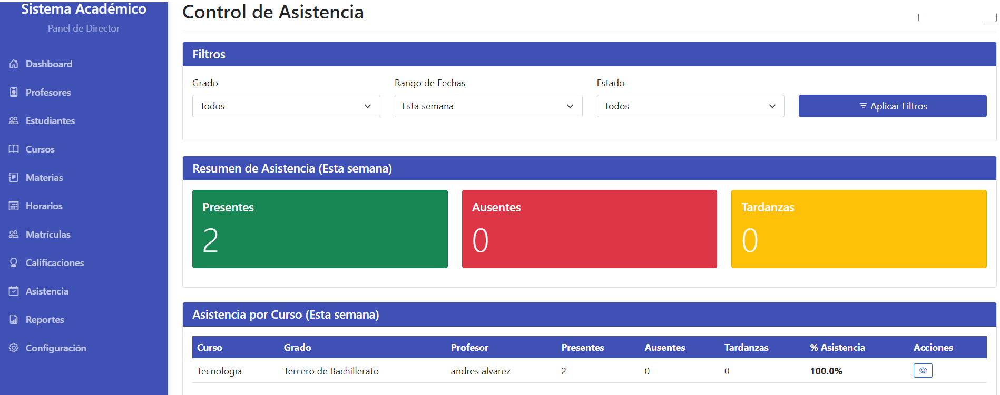 Sistema Académico
Panel de Director
Dashboard
Profesores
Estudiantes
Cursos
Materias
Horarios
Matrículas
Calificaciones
Asistencia
Reportes
Configuración
Control de Asistencia
Filtros
Grado Rango de Fechas Estado
Todos Esta semana Todos Aplicar Filtros
Resumen de Asistencia (Esta semana)
Presentes Ausentes Tardanzas
2 0 0
Asistencia por Curso (Esta semana)
Curso Grado Profesor Presentes Ausentes Tardanzas % Asistencia Acciones
Tecnología Tercero de Bachillerato andres alvarez 2 0 0 100.0%